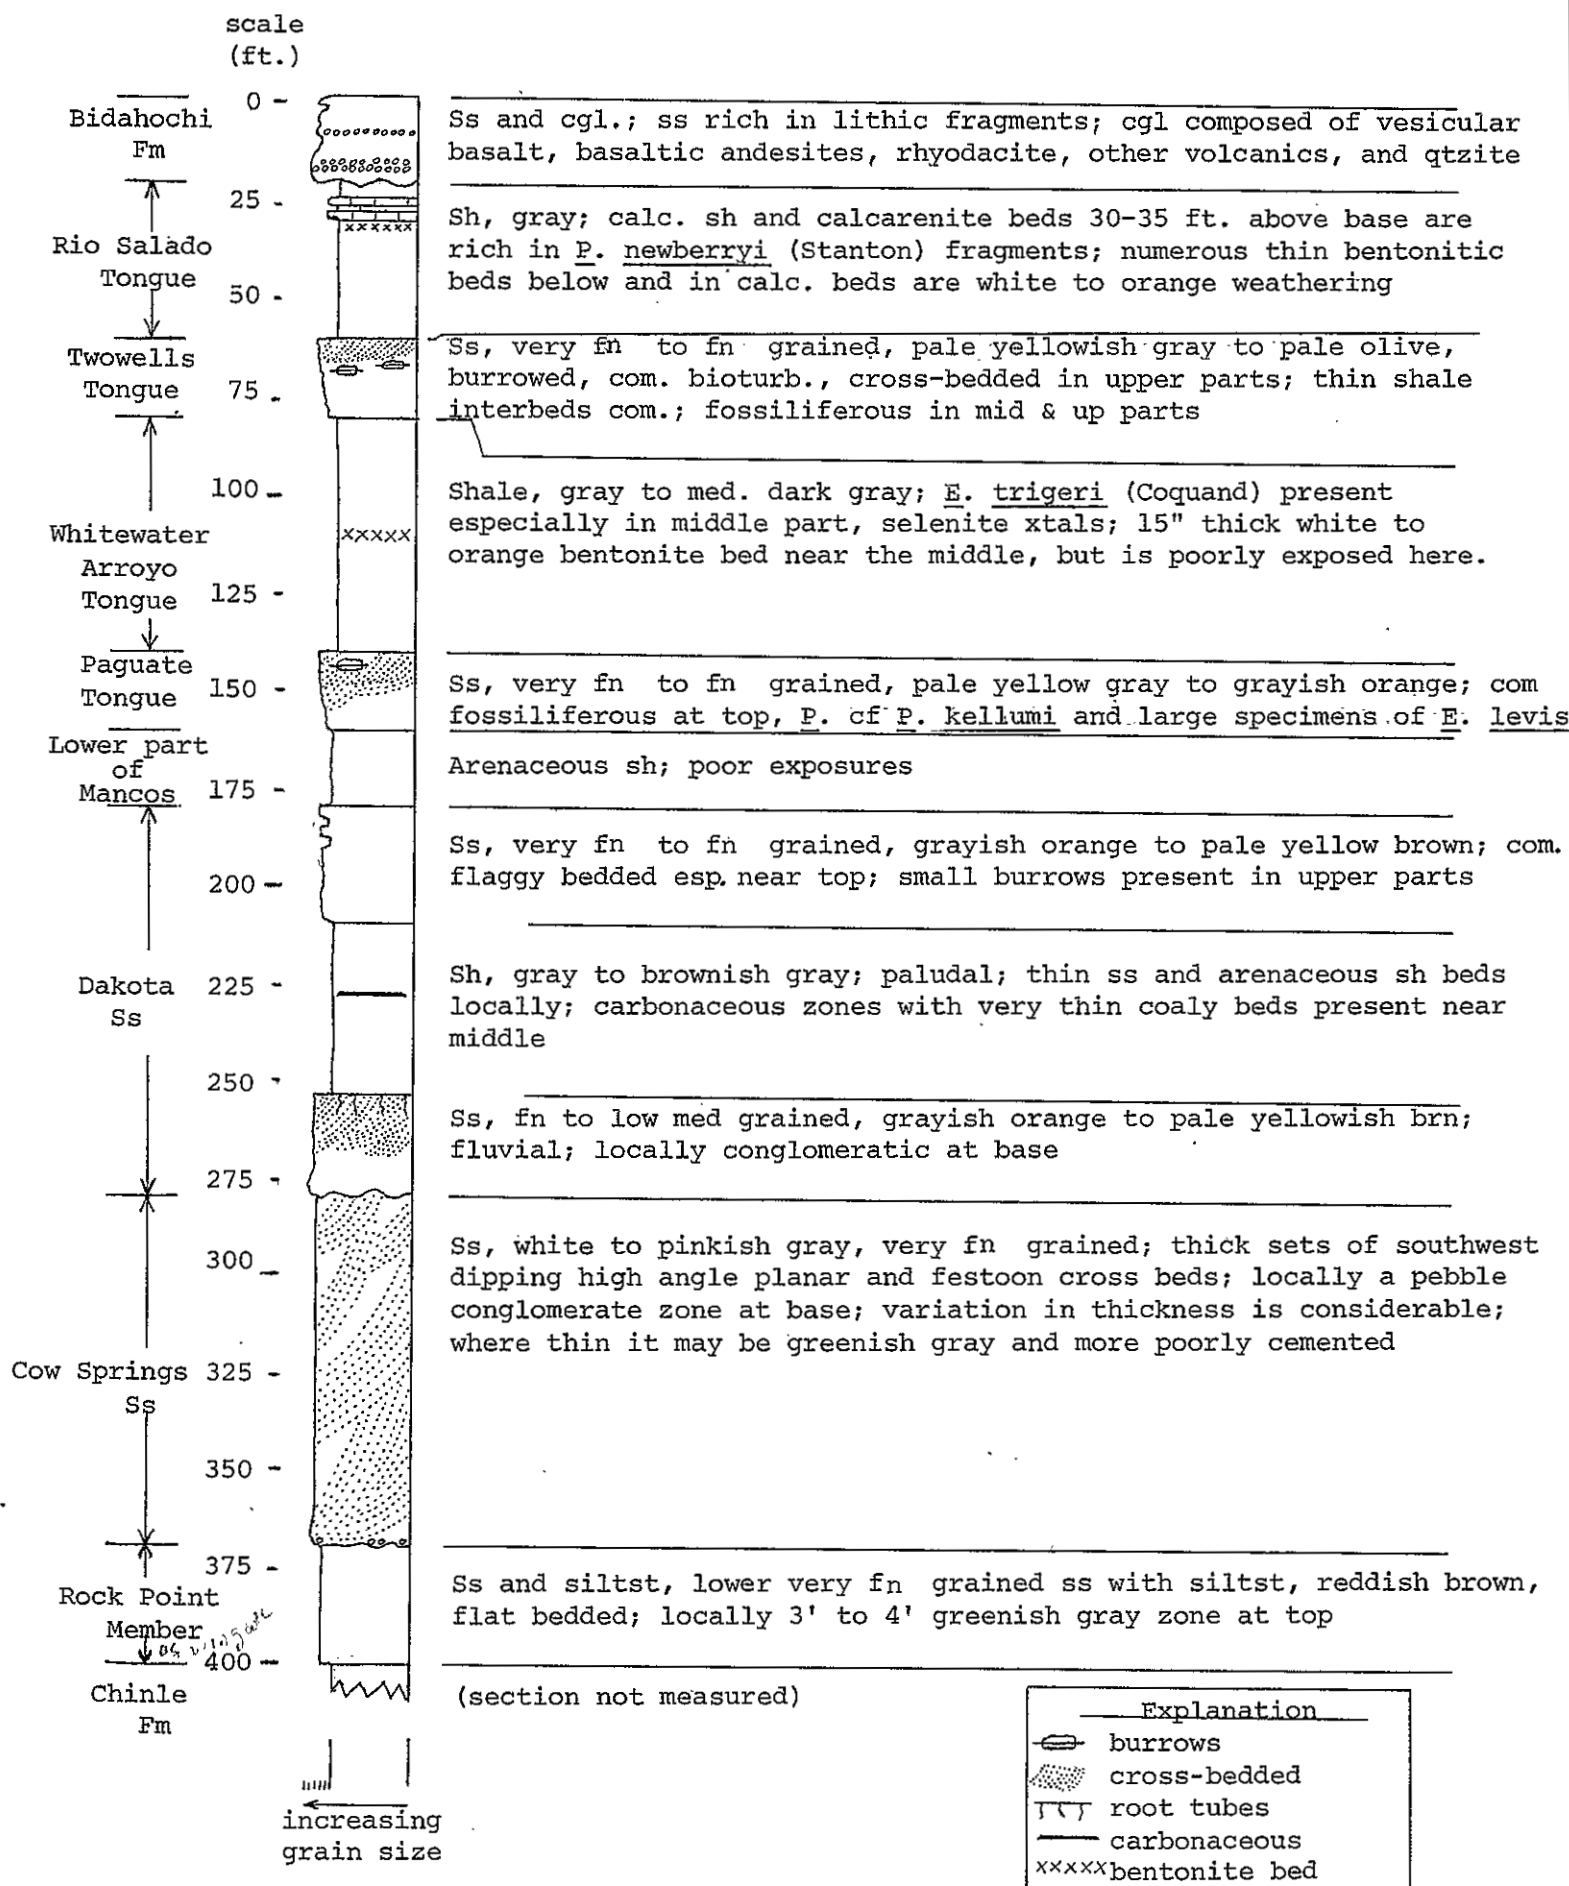 scale
(ft.)
0 -
Bidahochi
Fm
Ss and cgl.; ss rich in lithic fragments; cgl composed of vesicular
basalt, basaltic andesites, rhyodacite, other volcanics, and qtzite
25 -
Rio Salado
Tongue
Sh, gray; calc. sh and calcarenite beds 30-35 ft. above base are
rich in P. newberryi (Stanton) fragments; numerous thin bentonitic
beds below and in calc. beds are white to orange weathering
xxxxxx
50 -
Twowells
Tongue
75 -
Ss, very fn to fn grained, pale yellowish gray to pale olive,
burrowed, com. bioturb., cross-bedded in upper parts; thin shale
interbeds com.; fossiliferous in mid & up parts
100 -
Whitewater
Arroyo
Tongue
125 -
xxxxx
Shale, gray to med. dark gray; E. trigeri (Coquand) present
especially in middle part, selenite xtals; 15" thick white to
orange bentonite bed near the middle, but is poorly exposed here.
Paguate
Tongue
150 -
Ss, very fn to fn grained, pale yellow gray to grayish orange; com
fossiliferous at top, P. cf P. kellumi and large specimens of E. levis
Lower part
of
Mancos
175 -
Arenaceous sh; poor exposures
Ss, very fn to fn grained, grayish orange to pale yellow brown; com.
flaggy bedded esp. near top; small burrows present in upper parts
200 -
Dakota
Ss
225 -
Sh, gray to brownish gray; paludal; thin ss and arenaceous sh beds
locally; carbonaceous zones with very thin coaly beds present near
middle
250 -
Ss, fn to low med grained, grayish orange to pale yellowish brn;
fluvial; locally conglomeratic at base
275 -
300 -
Ss, white to pinkish gray, very fn grained; thick sets of southwest
dipping high angle planar and festoon cross beds; locally a pebble
conglomerate zone at base; variation in thickness is considerable;
where thin it may be greenish gray and more poorly cemented
Cow Springs
Ss
325 -
350 -
375 -
Rock Point
Member
400 -
Ss and siltst, lower very fn grained ss with siltst, reddish brown,
flat bedded; locally 3' to 4' greenish gray zone at top
Chinle
Fm
(section not measured)
increasing
grain size
Explanation
burrows
cross-bedded
root tubes
carbonaceous
xxxxx bentonite bed